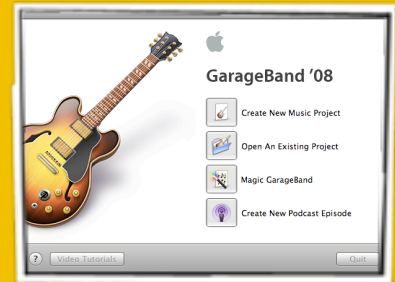 GarageBand '08
Create New Music Project
Open An Existing Project
Magic GarageBand
Create New Podcast Episode
? Video Tutorials Quit